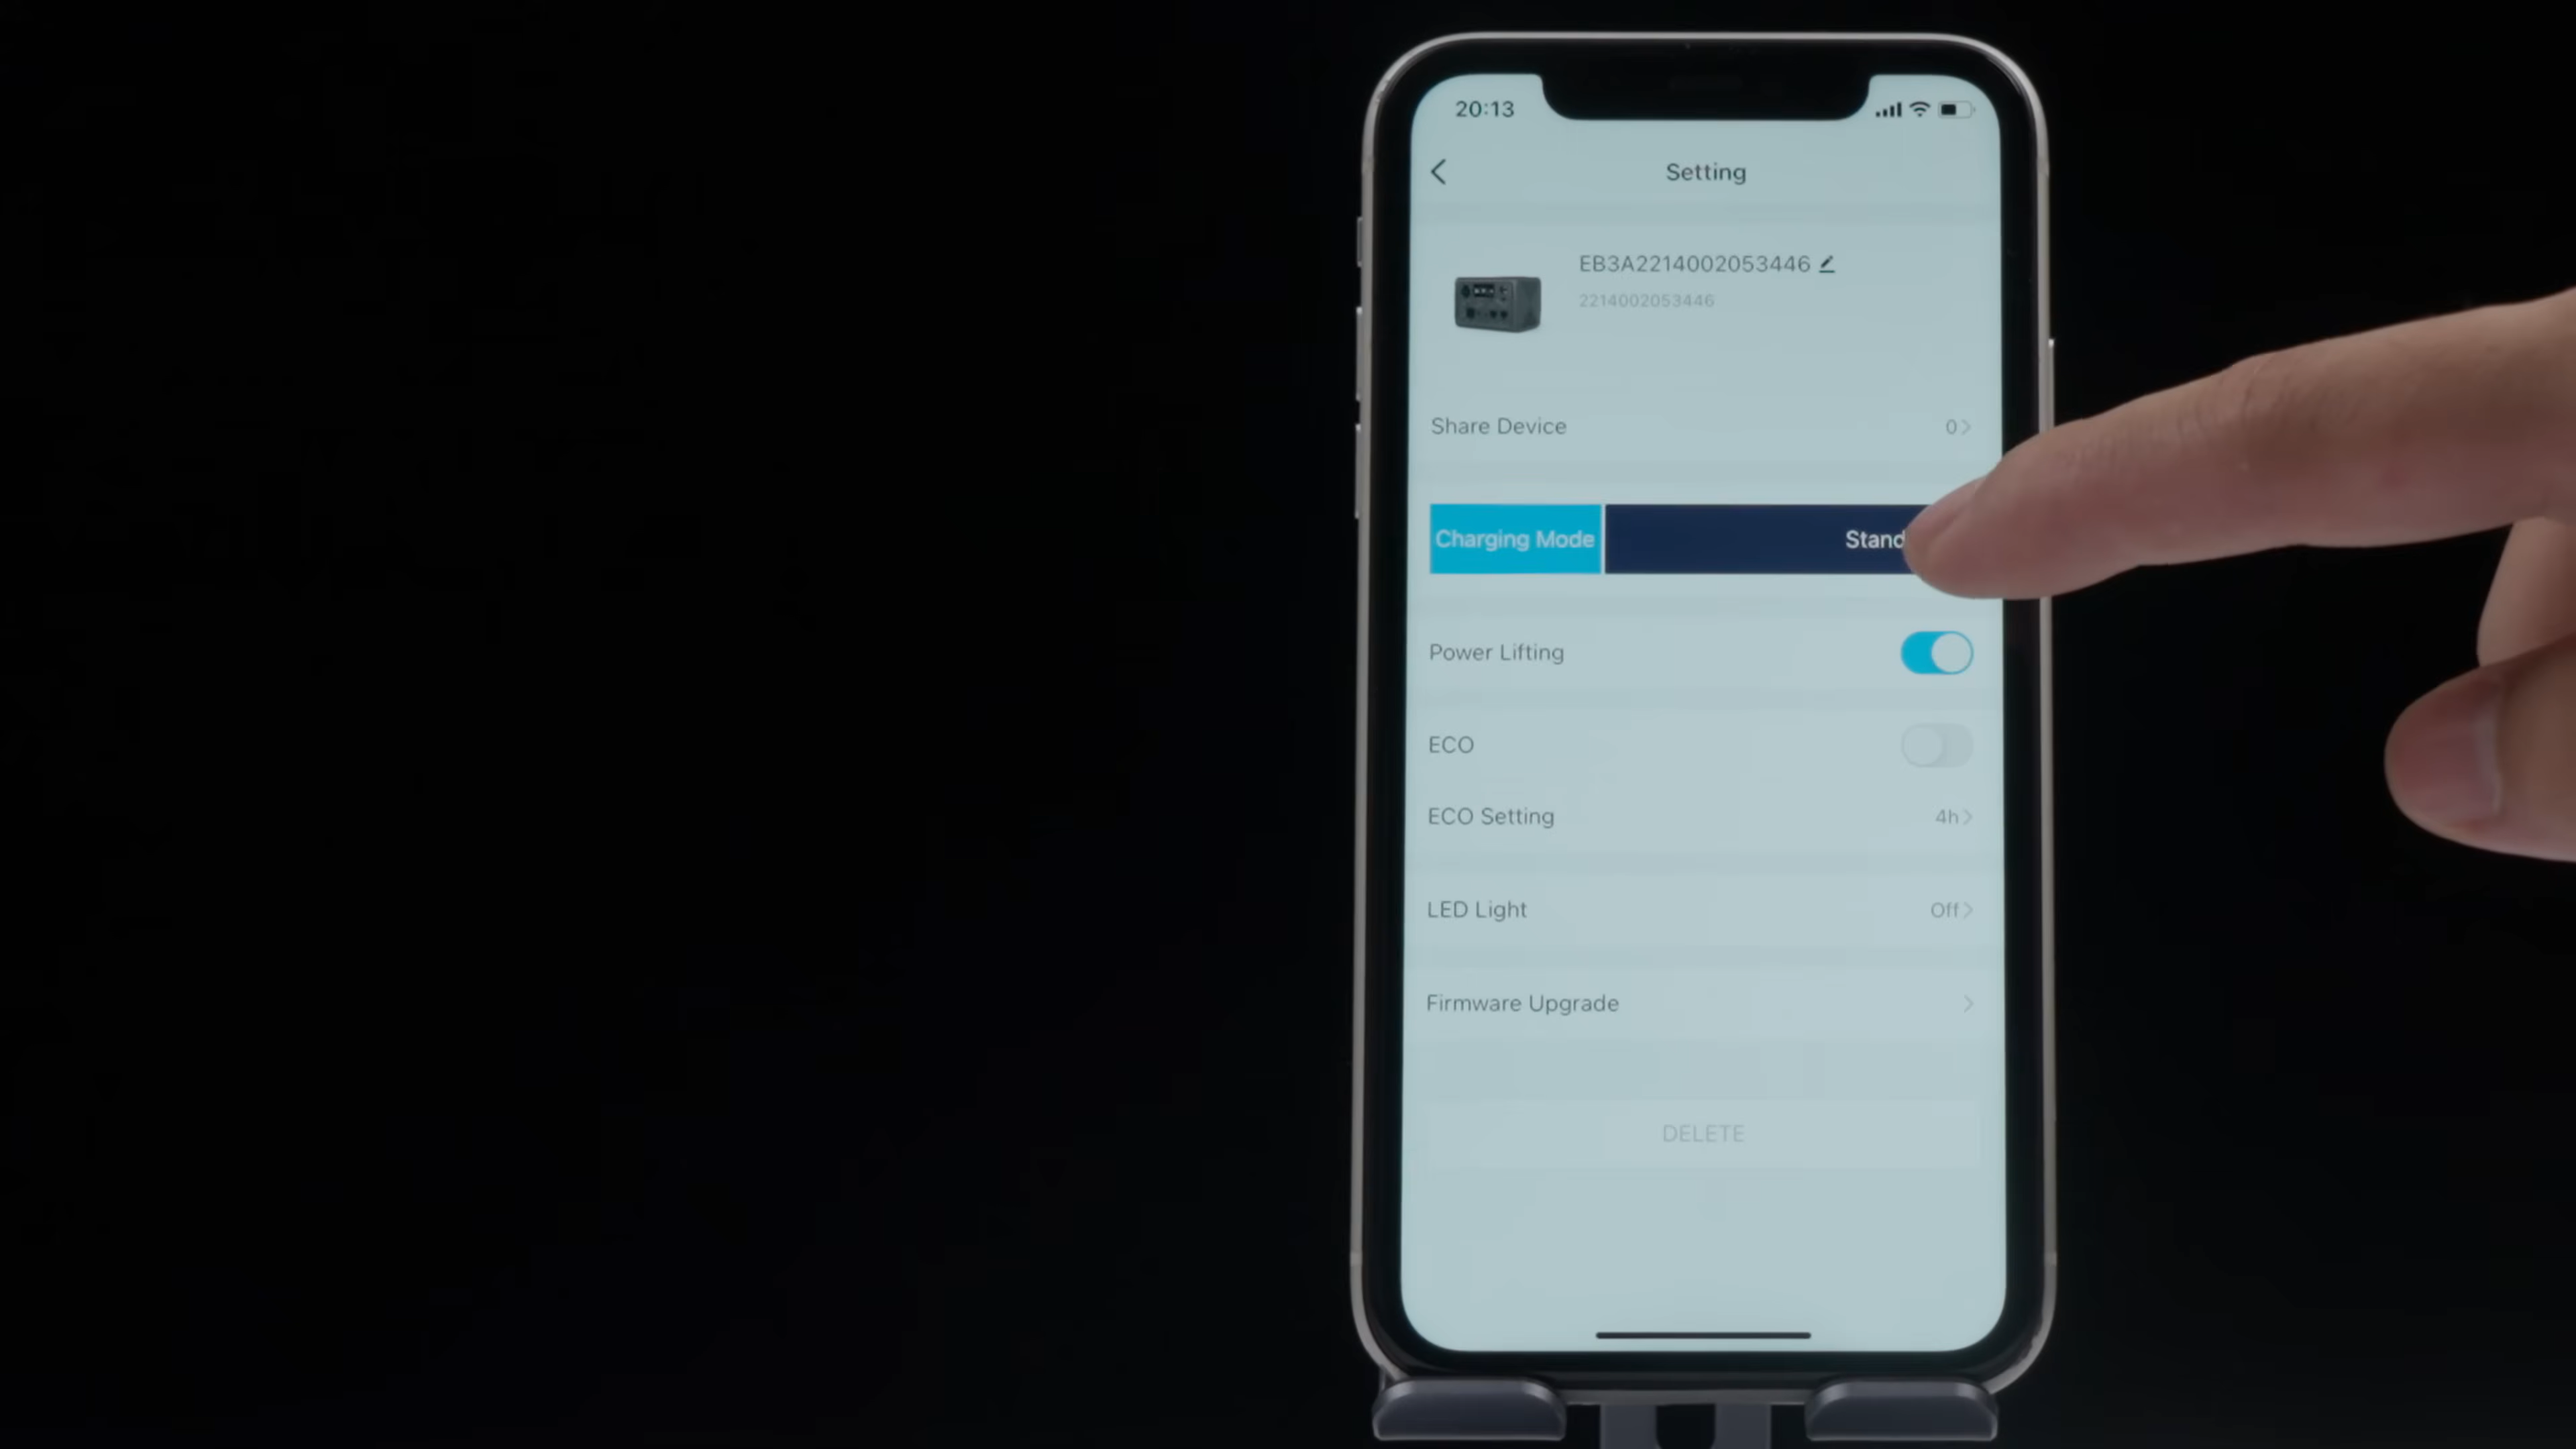 20:13
Setting
EB3A2214002053446
2214002053446
Share Device 0
Charging Mode
Power Lifting
ECO
ECO Setting 4h
LED Light Off
Firmware Upgrade
DELETE